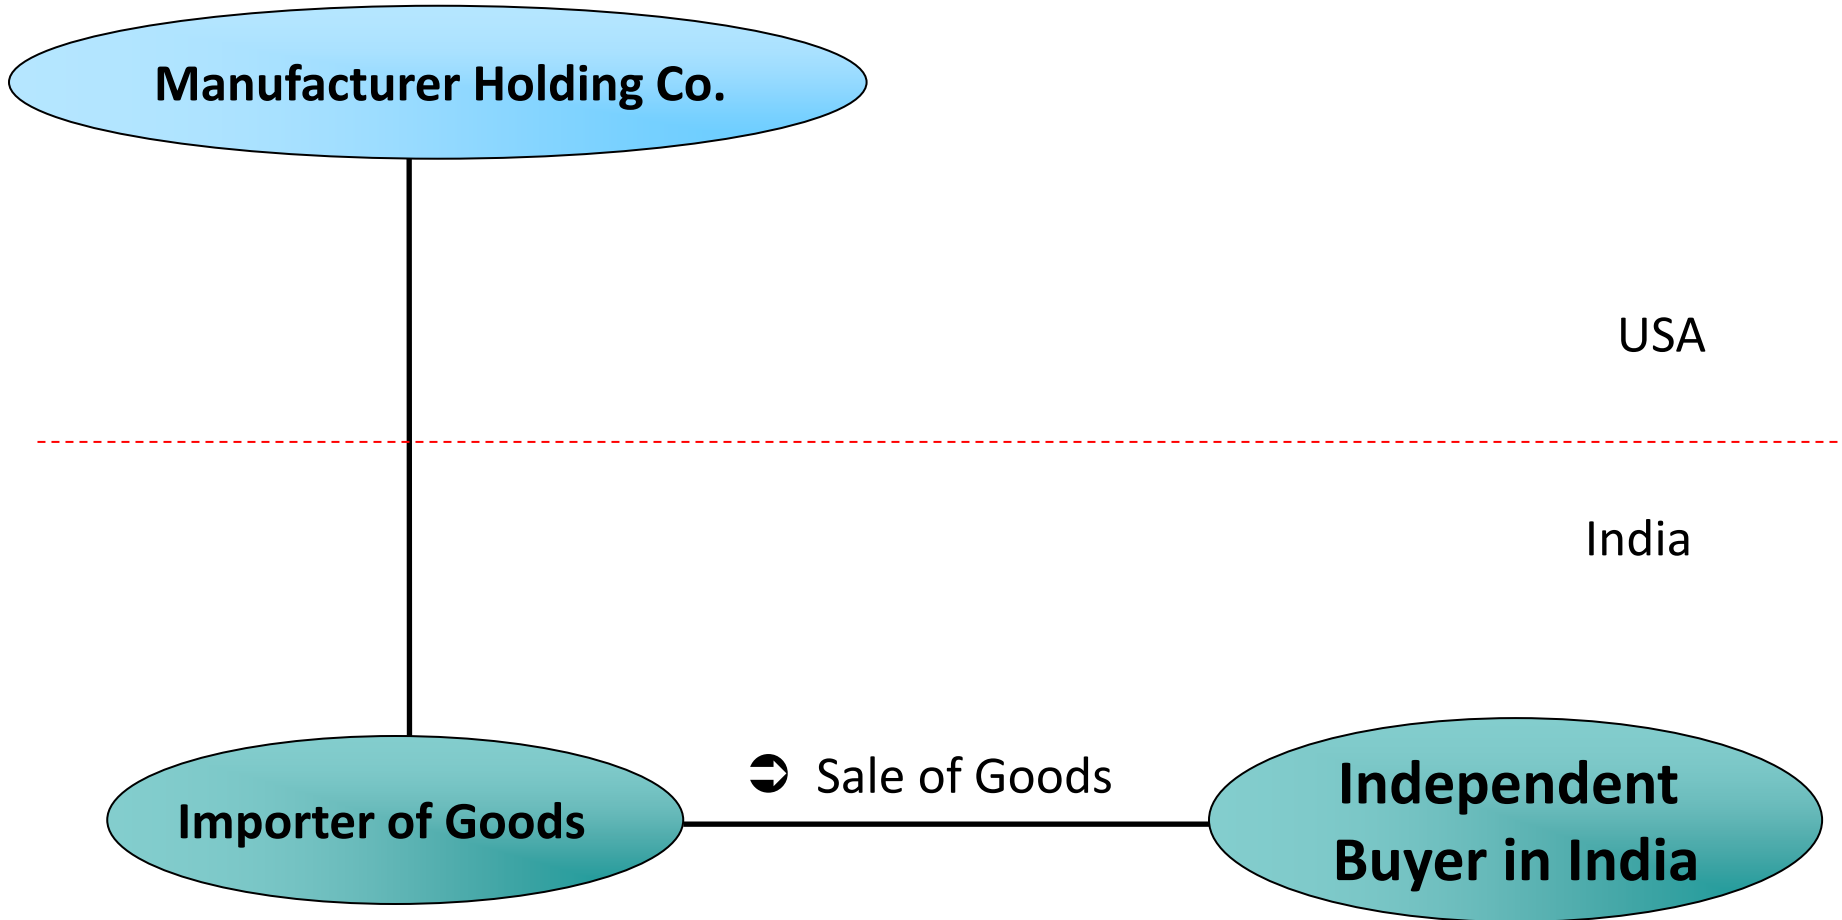 Manufacturer Holding Co.
USA
India
➲ Sale of Goods
Importer of Goods
Independent
Buyer in India